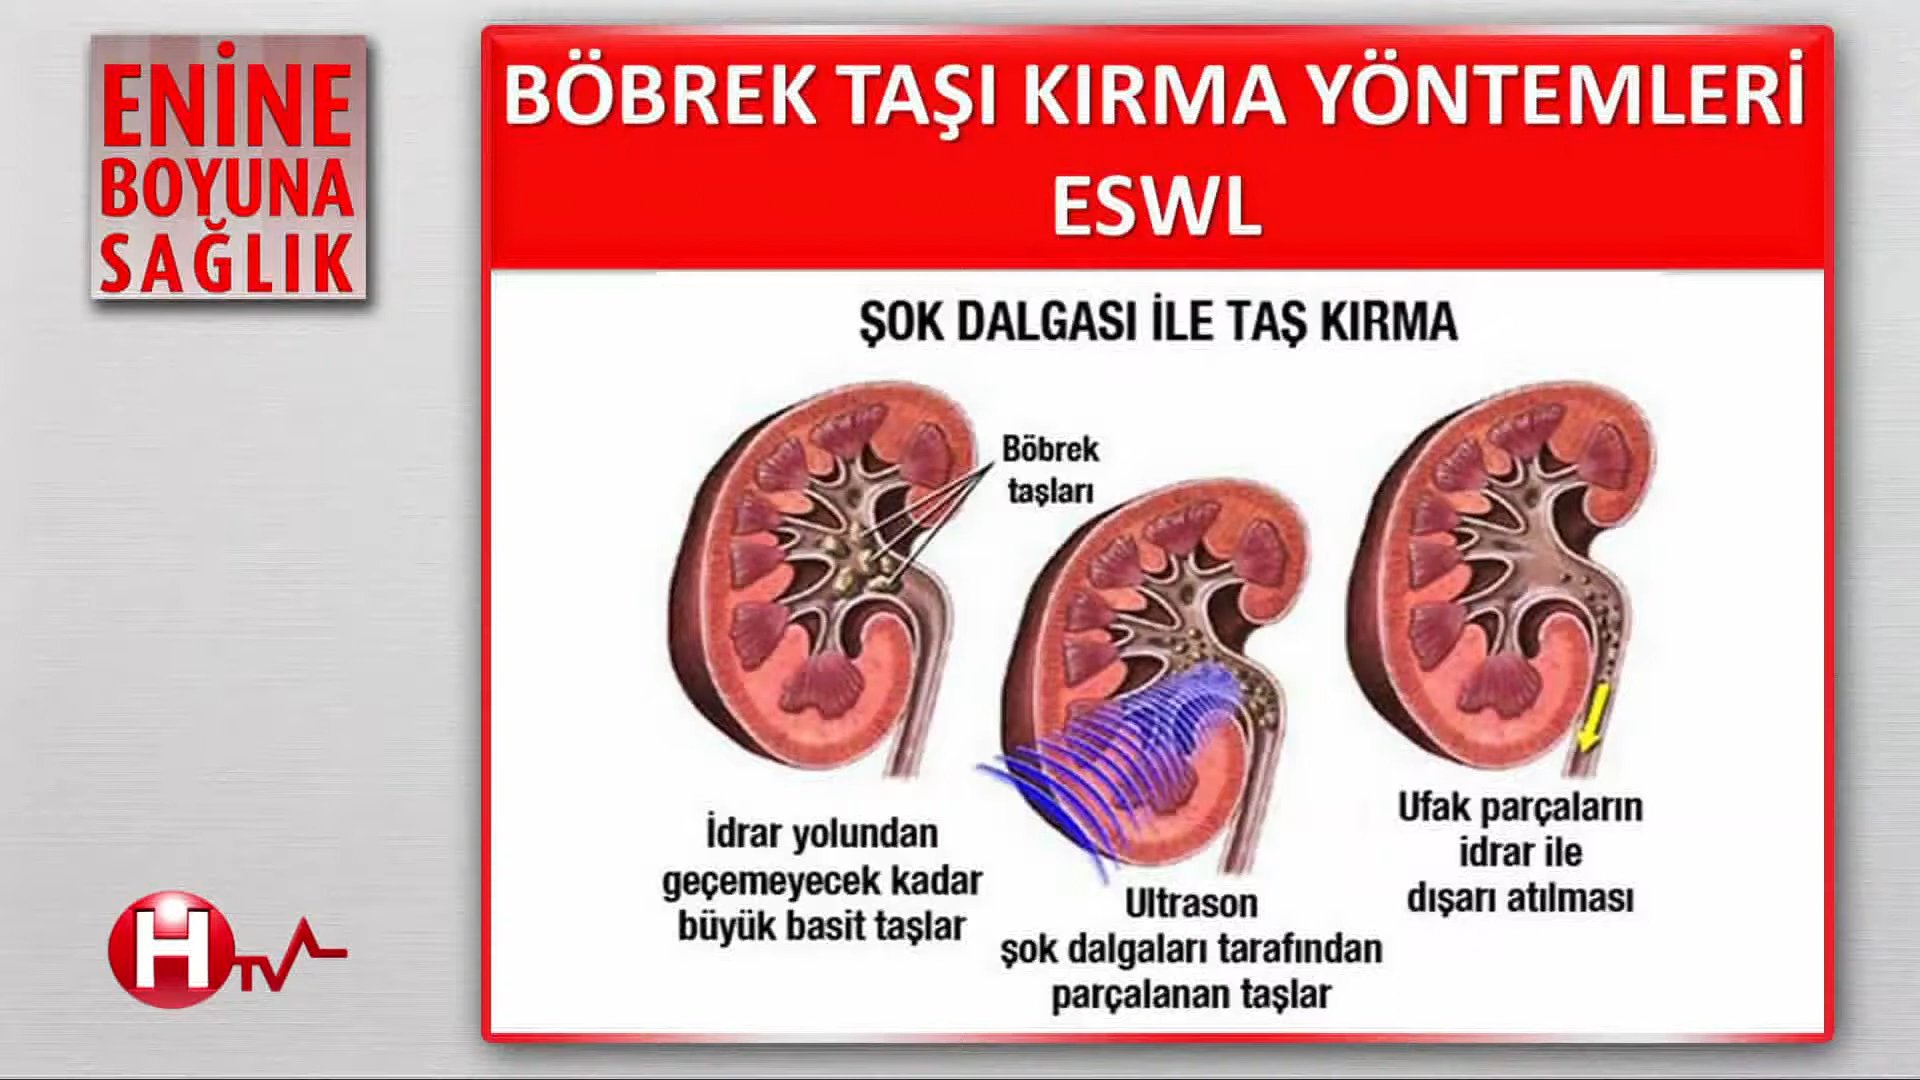 ENİNE
BOYUNA
SAĞLIK
BÖBREK TAŞI KIRMA YÖNTEMLERİ
ESWL
ŞOK DALGASI İLE TAŞ KIRMA
Böbrek
taşları
İdrar yolundan
geçemeyecek kadar
büyük basit taşlar
Ultrason
şok dalgaları tarafından
parçalanan taşlar
Ufak parçaların
idrar ile
dışarı atılması
H TV